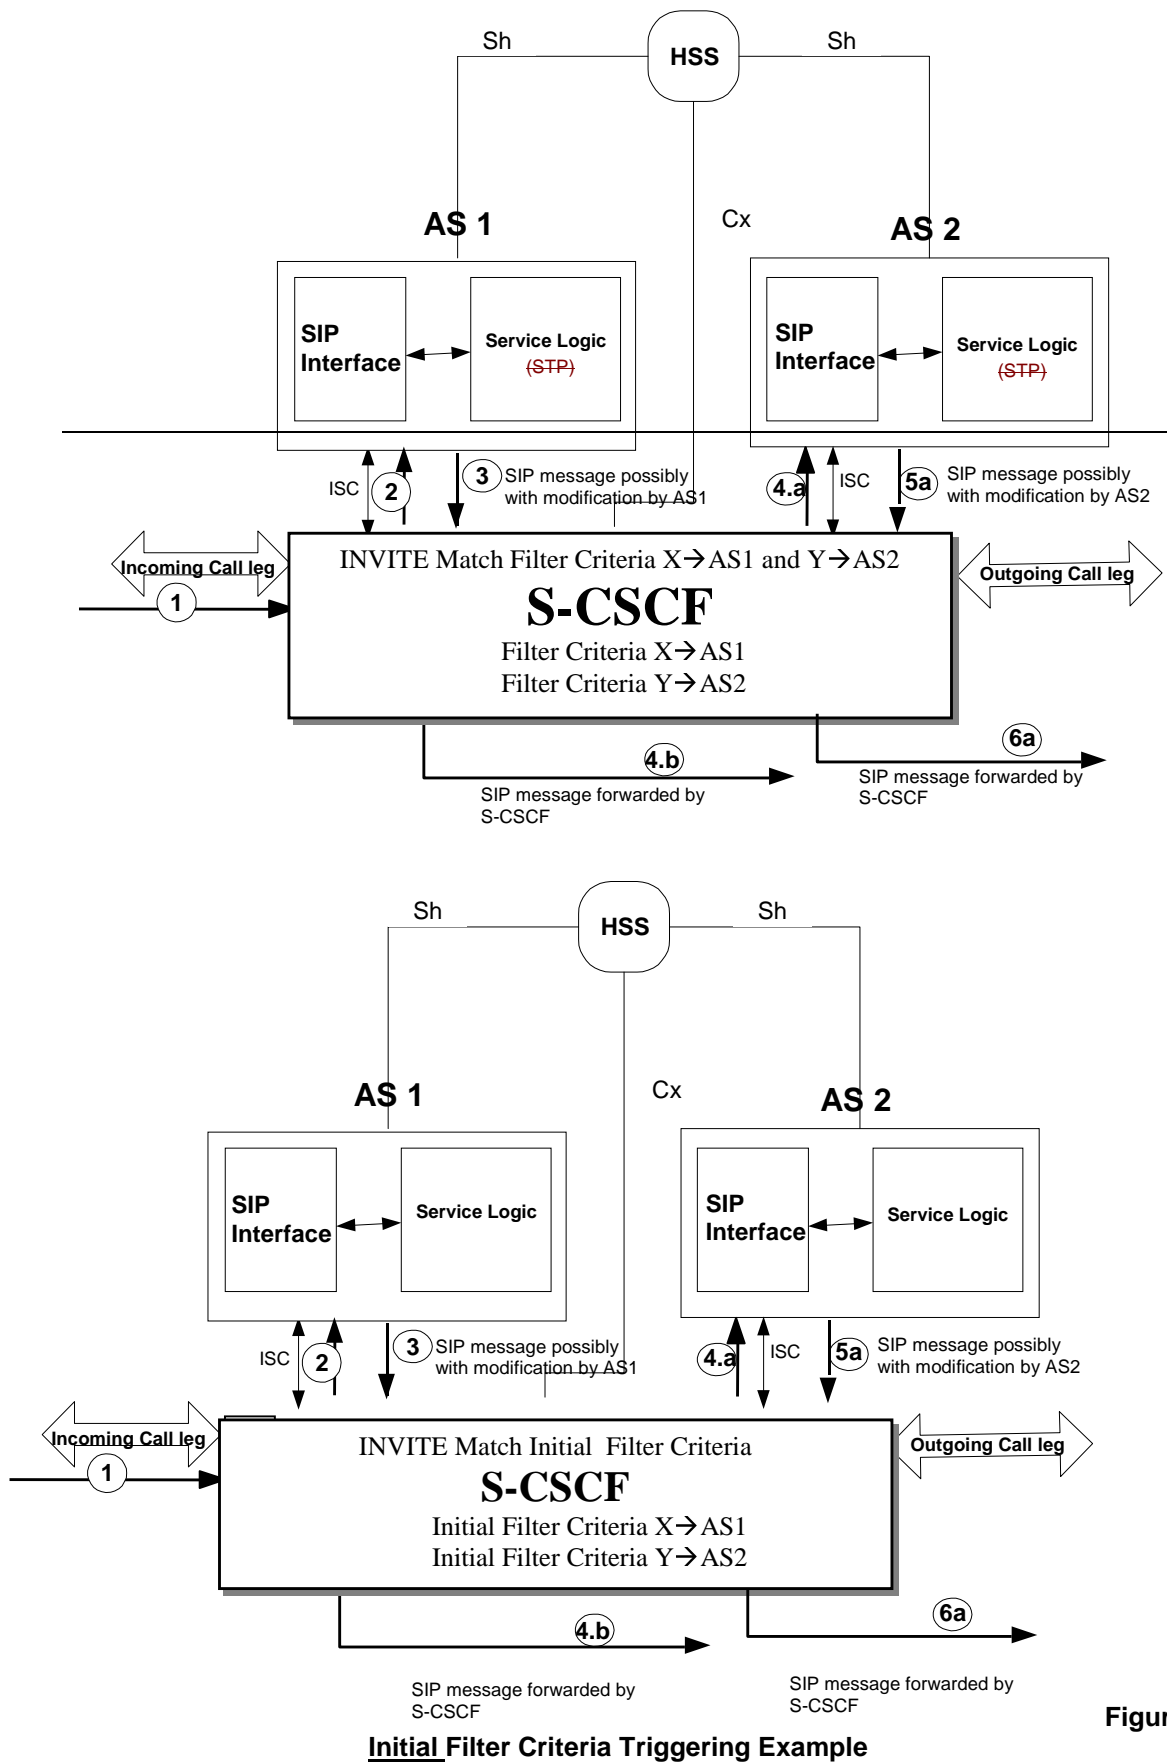 Sh
HSS
Sh
AS 1
Cx
AS 2
SIP
Interface
Service Logic
(STP)
SIP
Interface
Service Logic
(STP)
ISC
2
3
SIP message possibly
with modification by AS1
4.a
ISC
5a
SIP message possibly
with modification by AS2
Incoming Call leg
1
INVITE Match Filter Criteria X→AS1 and Y→AS2
S-CSCF
Filter Criteria X→AS1
Filter Criteria Y→AS2
Outgoing Call leg
4.b
SIP message forwarded by
S-CSCF
6a
SIP message forwarded by
S-CSCF
Sh
HSS
Sh
AS 1
Cx
AS 2
SIP
Interface
Service Logic
SIP
Interface
Service Logic
ISC
2
3
SIP message possibly
with modification by AS1
4.a
ISC
5a
SIP message possibly
with modification by AS2
Incoming Call leg
1
INVITE Match Initial  Filter Criteria
S-CSCF
Initial Filter Criteria X→AS1
Initial Filter Criteria Y→AS2
Outgoing Call leg
4.b
SIP message forwarded by
S-CSCF
6a
SIP message forwarded by
S-CSCF
Figur
Initial Filter Criteria Triggering Example